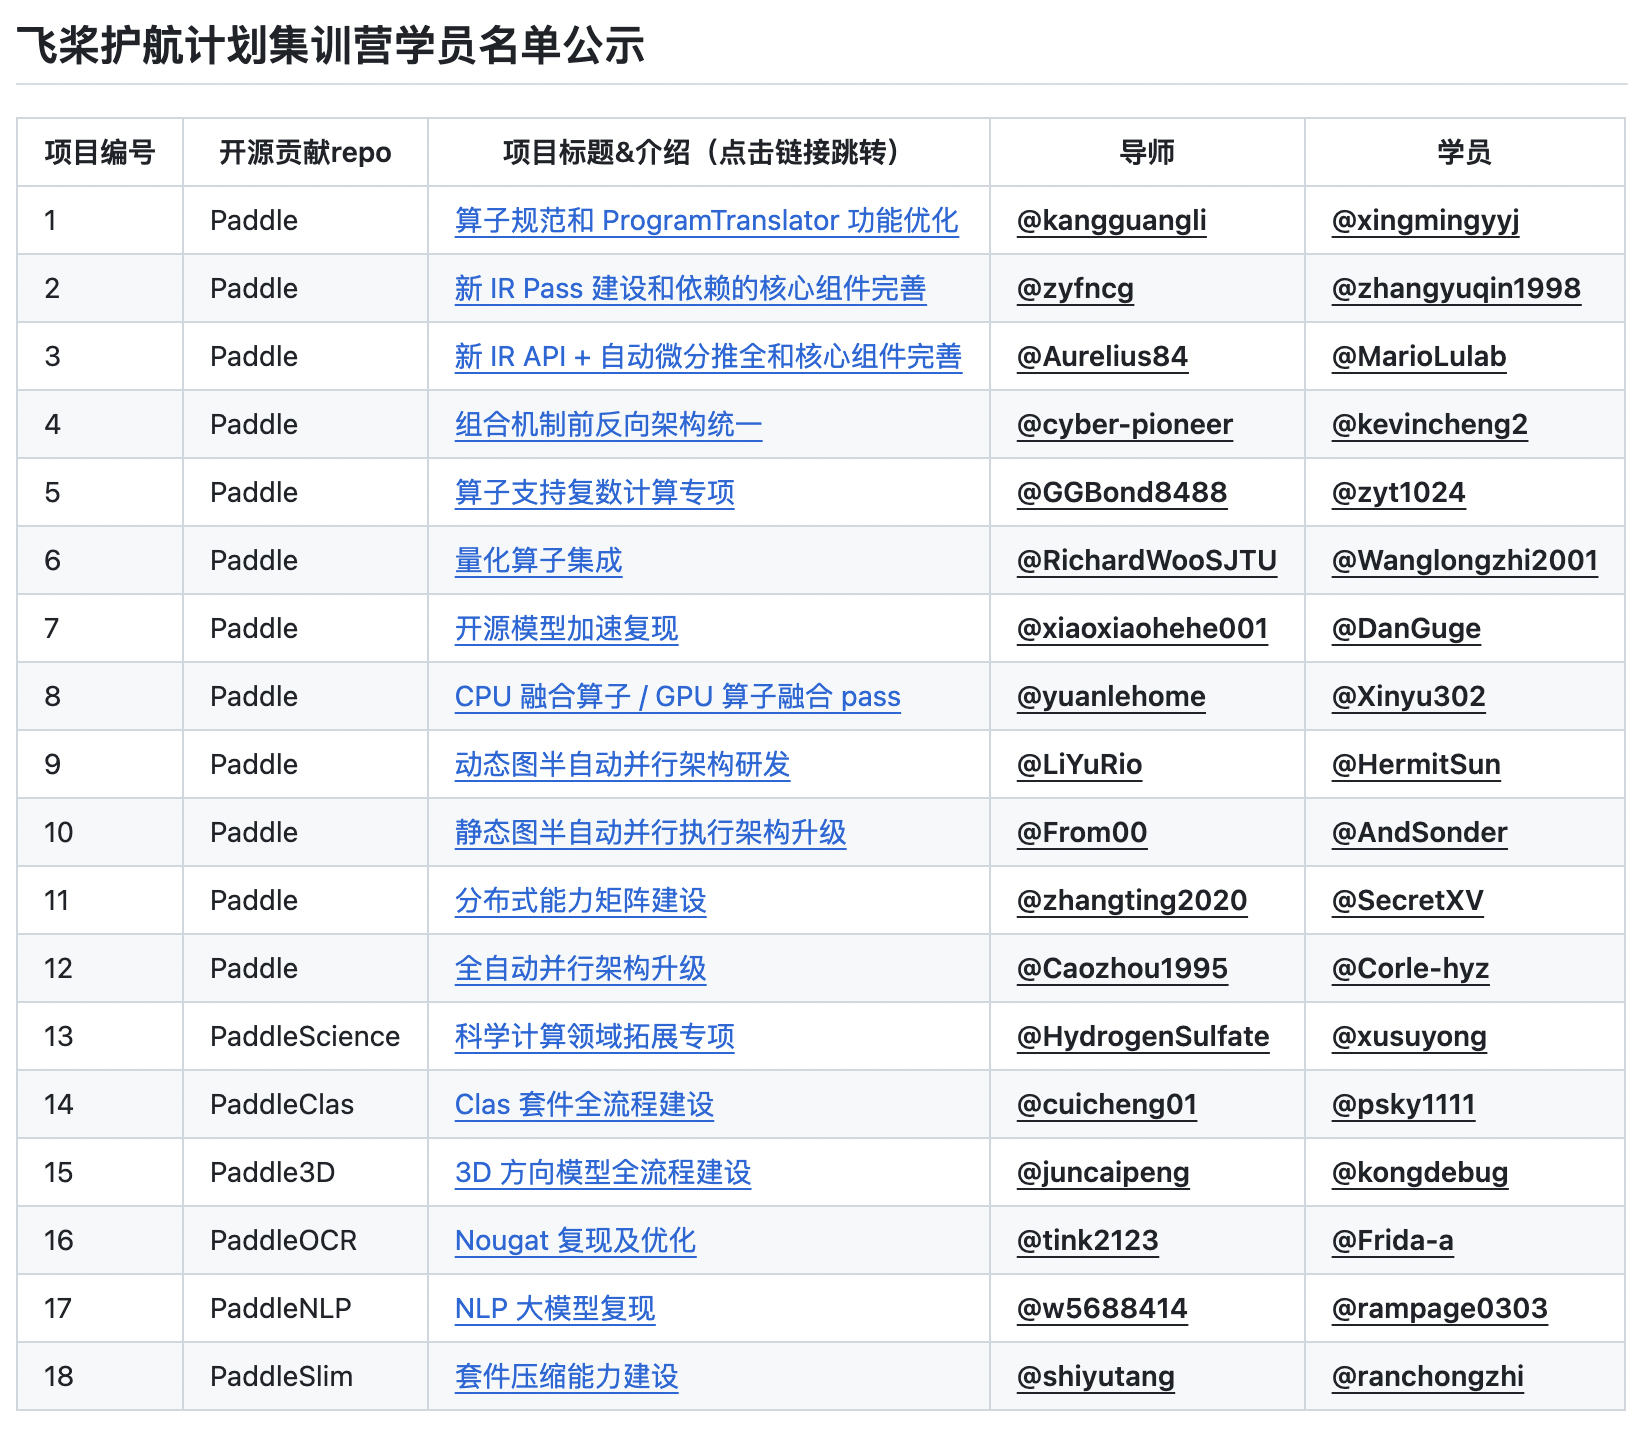 飞桨护航计划集训营学员名单公示
项目编号 开源贡献repo 项目标题&介绍（点击链接跳转） 导师 学员
1 Paddle 算子规范和 ProgramTranslator 功能优化 @kangguangli @xingmingyyj
2 Paddle 新 IR Pass 建设和依赖的核心组件完善 @zyfncg @zhangyuqin1998
3 Paddle 新 IR API + 自动微分推全和核心组件完善 @Aurelius84 @MarioLulab
4 Paddle 组合机制前反向架构统一 @cyber-pioneer @kevincheng2
5 Paddle 算子支持复数计算专项 @GGBond8488 @zyt1024
6 Paddle 量化算子集成 @RichardWooSJTU @Wanglongzhi2001
7 Paddle 开源模型加速复现 @xiaoxiaohehe001 @DanGuge
8 Paddle CPU 融合算子 / GPU 算子融合 pass @yuanlehome @Xinyu302
9 Paddle 动态图半自动并行架构研发 @LiYuRio @HermitSun
10 Paddle 静态图半自动并行执行架构升级 @From00 @AndSonder
11 Paddle 分布式能力矩阵建设 @zhangting2020 @SecretXV
12 Paddle 全自动并行架构升级 @Caozhou1995 @Corle-hyz
13 PaddleScience 科学计算领域拓展专项 @HydrogenSulfate @xusuyong
14 PaddleClas Clas 套件全流程建设 @cuicheng01 @psky1111
15 Paddle3D 3D 方向模型全流程建设 @juncaipeng @kongdebug
16 PaddleOCR Nougat 复现及优化 @tink2123 @Frida-a
17 PaddleNLP NLP 大模型复现 @w5688414 @rampage0303
18 PaddleSlim 套件压缩能力建设 @shiyutang @ranchongzhi